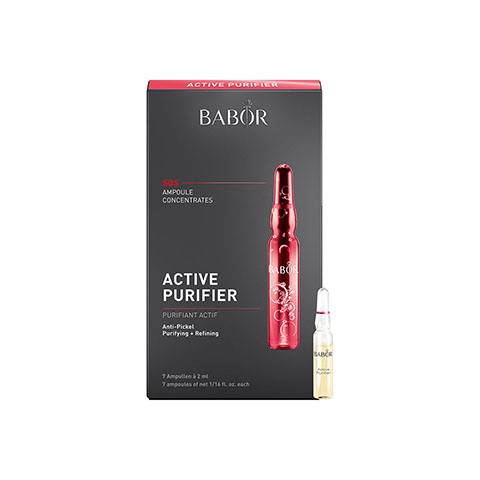 ACTIVE PURIFIER
BABOR
SOS
AMPOULE
CONCENTRATES
BABOR
ACTIVE
PURIFIER
PURIFIANT ACTIF
Anti-Pickel
Purifying + Refining
7 Ampullen à 2 ml
7 ampoules of net 1/16 fl. oz. each
BABOR
Active
Purifier